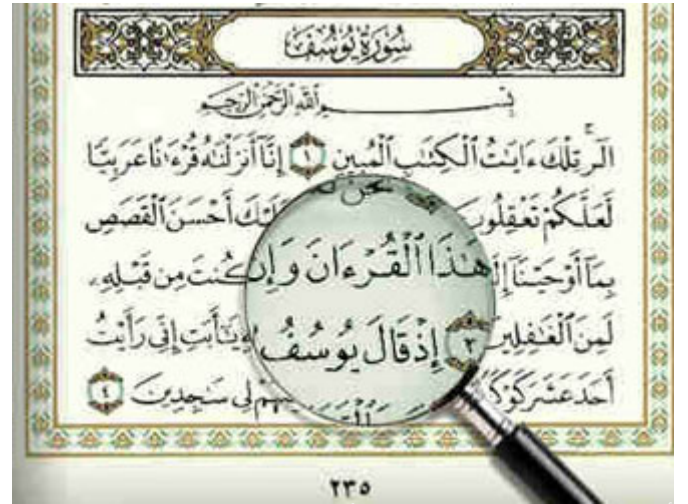 سُورَةُ يُوسُفَ
بِسْمِ ٱللَّهِ ٱلرَّحْمَٰنِ ٱلرَّحِيمِ
الٓر تِلْكَ ءَايَٰتُ ٱلْكِتَٰبِ ٱلْمُبِينِ ١ إِنَّآ أَنزَلْنَٰهُ قُرْءَٰنًا عَرَبِيًّا
لَّعَلَّكُمْ تَعْقِلُونَ نَحْنُ أَحْسَنَ ٱلْقَصَصِ
بِمَآ أَوْحَيْنَآ هَٰذَا ٱلْقُرْءَانَ وَإِن كُنتَ مِن قَبْلِهِۦ
لَمِنَ ٱلْغَٰفِلِينَ ٣ إِذْ قَالَ يُوسُفُ يَٰٓأَبَتِ إِنِّى رَأَيْتُ
أَحَدَ عَشَرَ لِى سَٰجِدِينَ ٤
٢٣٥